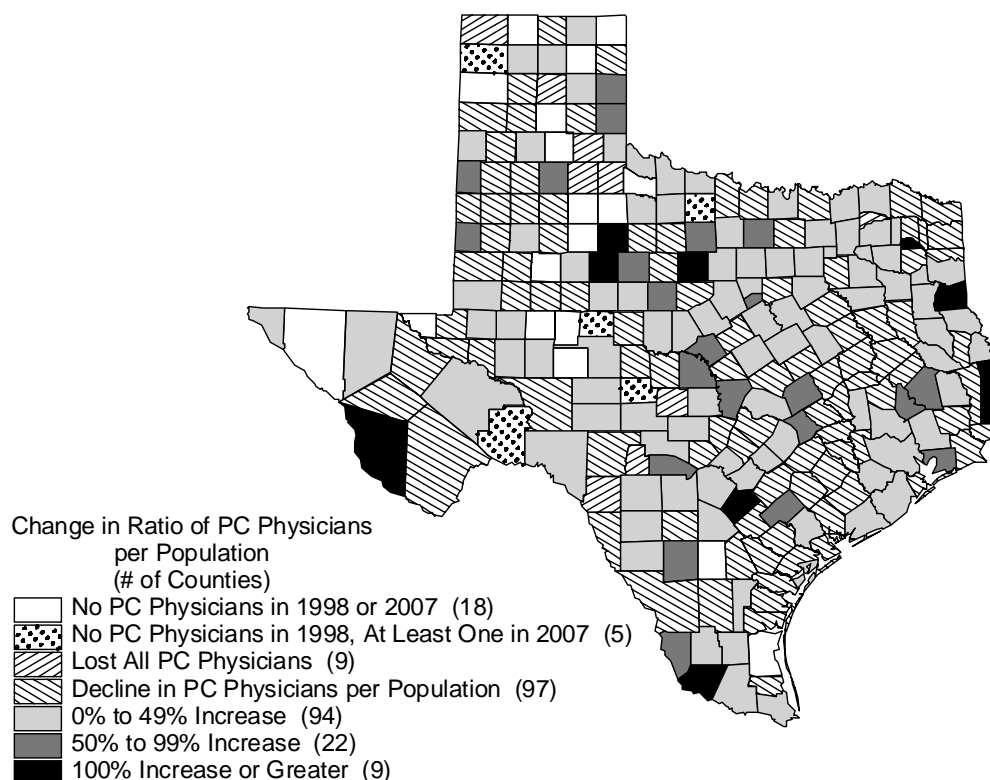 Change in Ratio of PC Physicians
per Population
(# of Counties)
No PC Physicians in 1998 or 2007 (18)
No PC Physicians in 1998, At Least One in 2007 (5)
Lost All PC Physicians (9)
Decline in PC Physicians per Population (97)
0% to 49% Increase (94)
50% to 99% Increase (22)
100% Increase or Greater (9)